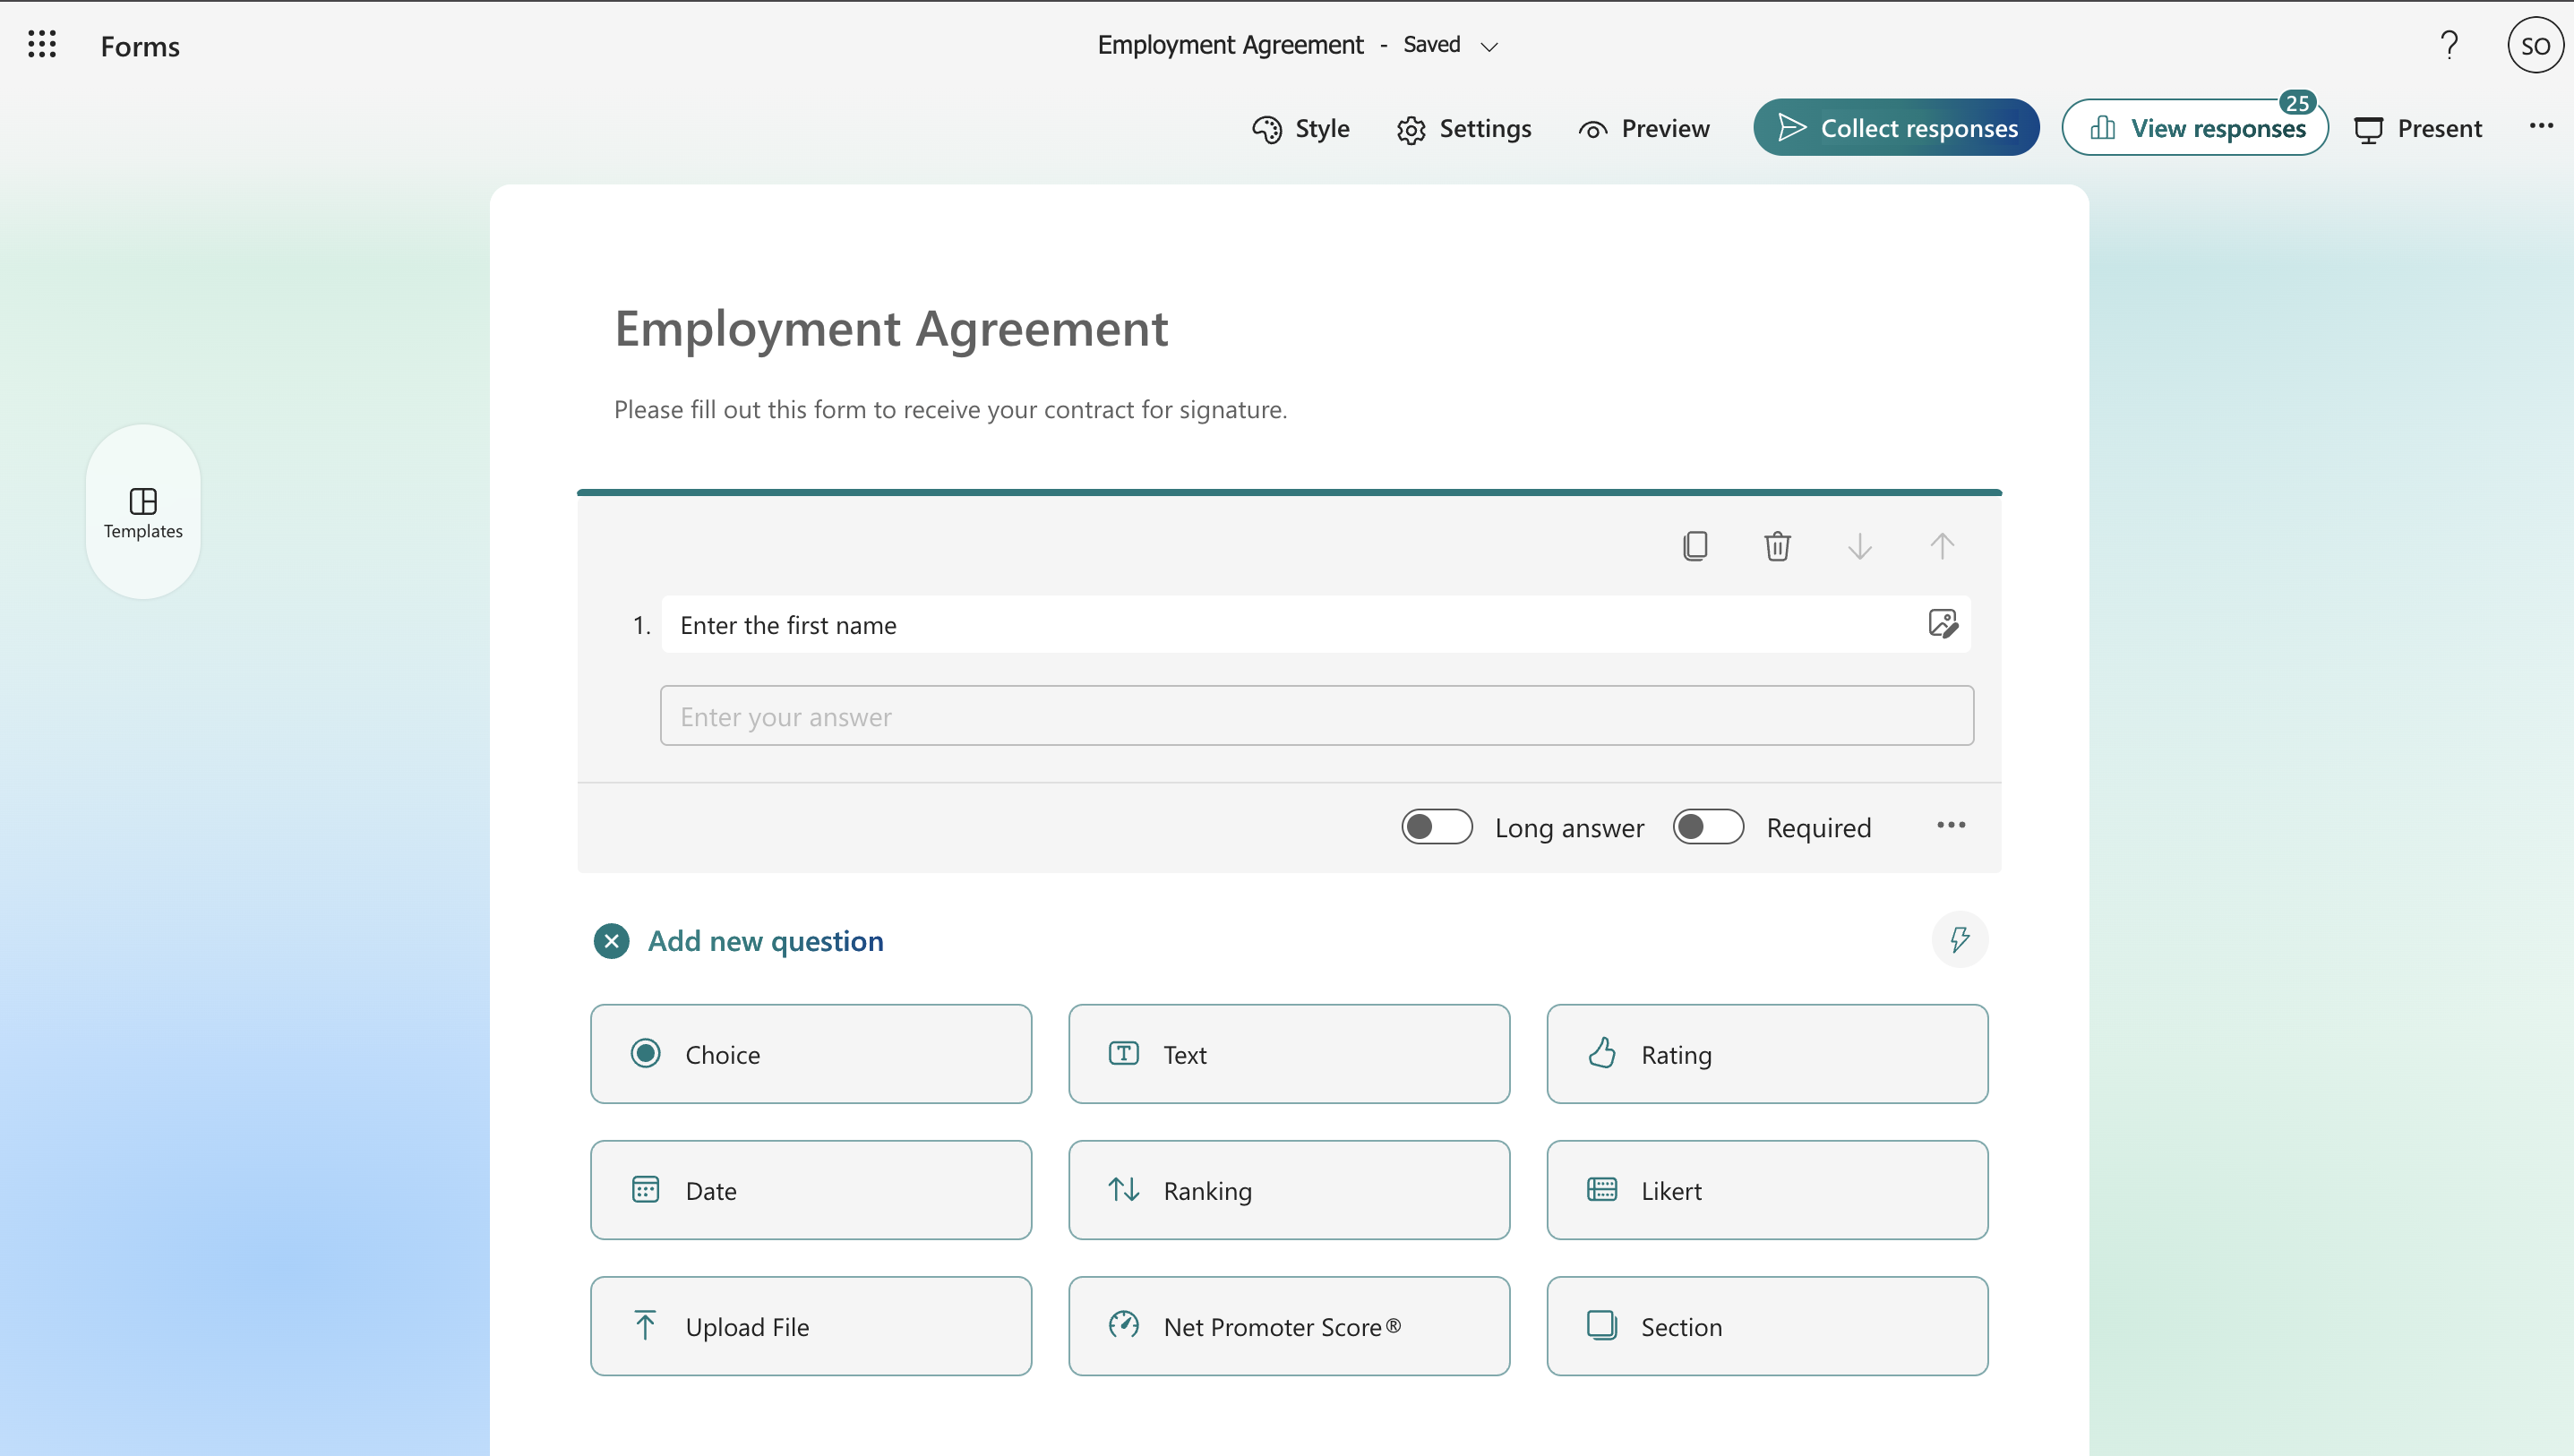 Forms
Employment Agreement - Saved
?
SO
Style
Settings
Preview
Collect responses
View responses
25
Present
Employment Agreement
Please fill out this form to receive your contract for signature.
Templates
1. Enter the first name
Enter your answer
Long answer
Required
Add new question
Choice
Text
Rating
Date
Ranking
Likert
Upload File
Net Promoter Score®
Section